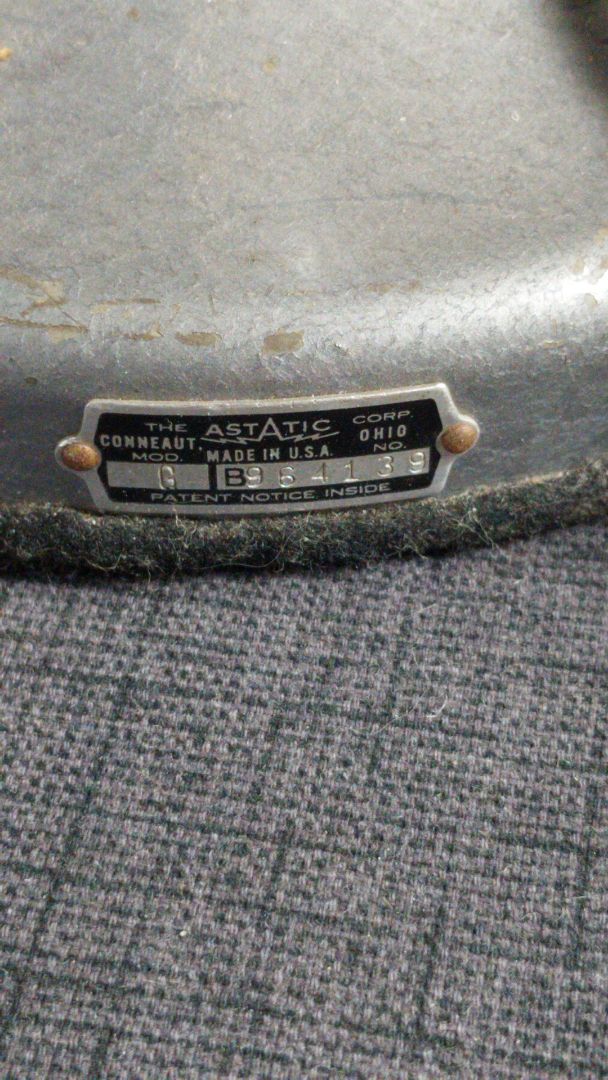 THE ASTATIC CORP.
CONNEAUT, OHIO
MOD. MADE IN U.S.A. NO.
G B964139
PATENT NOTICE INSIDE